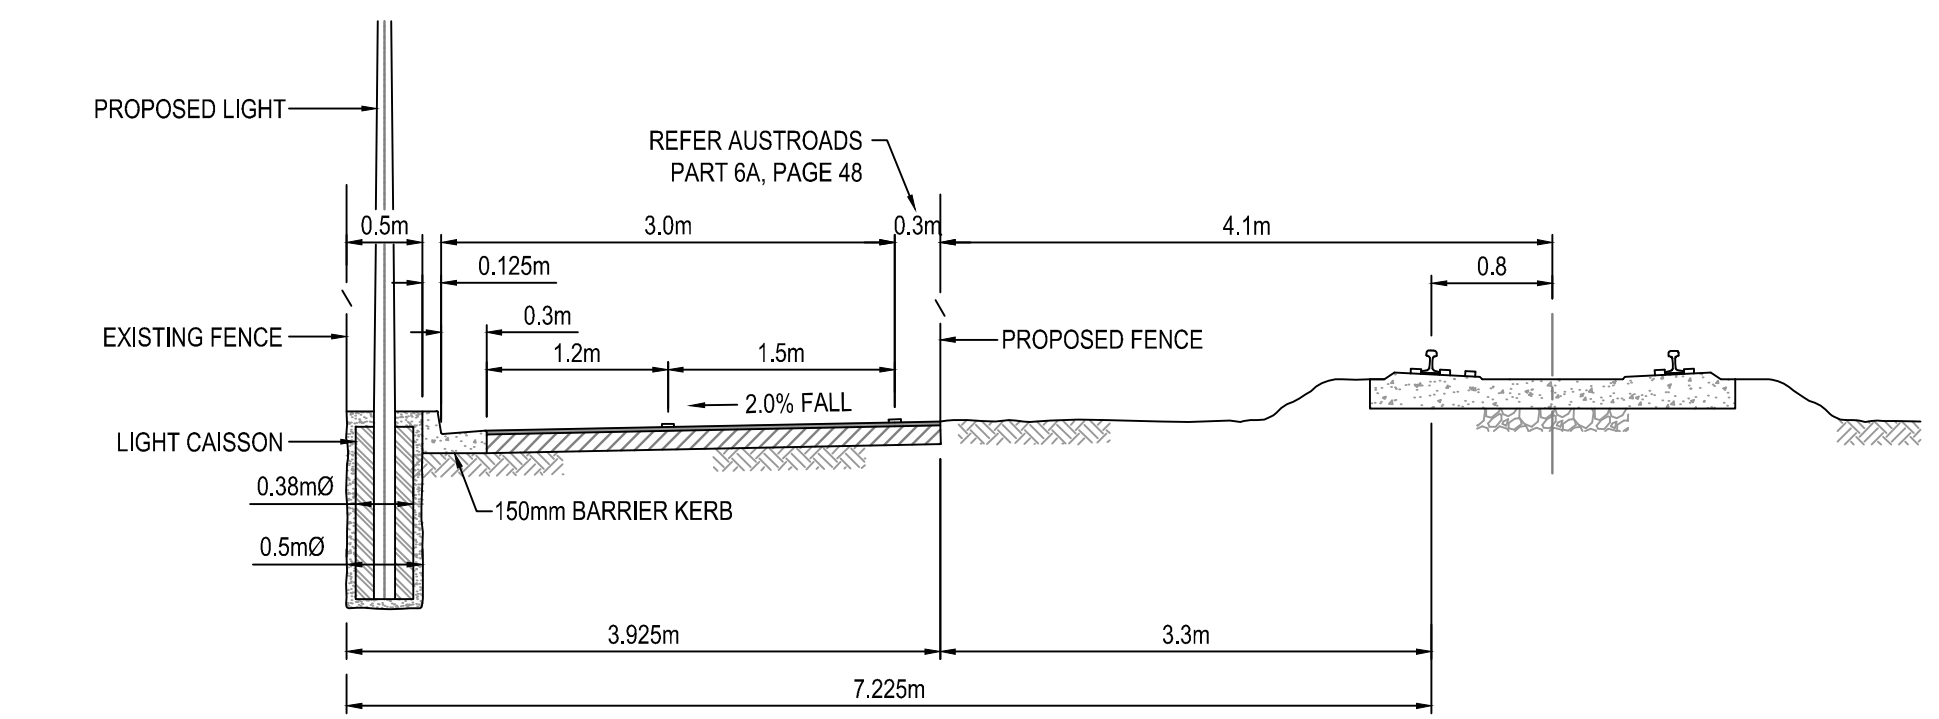 PROPOSED LIGHT
REFER AUSTROADS
PART 6A, PAGE 48
0.5m
3.0m
0.3m
4.1m
0.125m
0.8
0.3m
EXISTING FENCE
PROPOSED FENCE
1.2m
1.5m
2.0% FALL
LIGHT CAISSON
0.38mØ
150mm BARRIER KERB
0.5mØ
3.925m
3.3m
7.225m